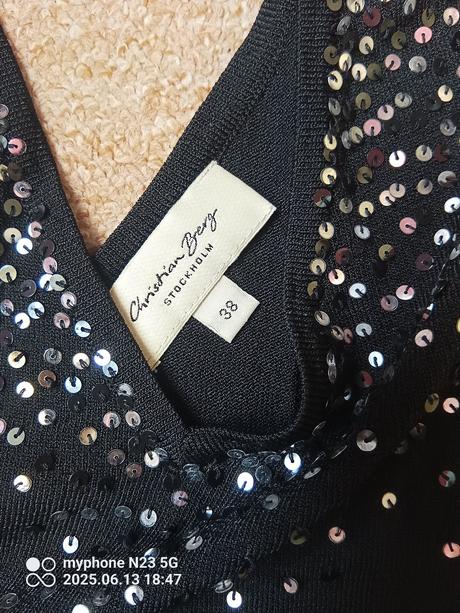 Christian Berg
STOCKHOLM
38
myphone N23 5G
2025.06.13 18:47